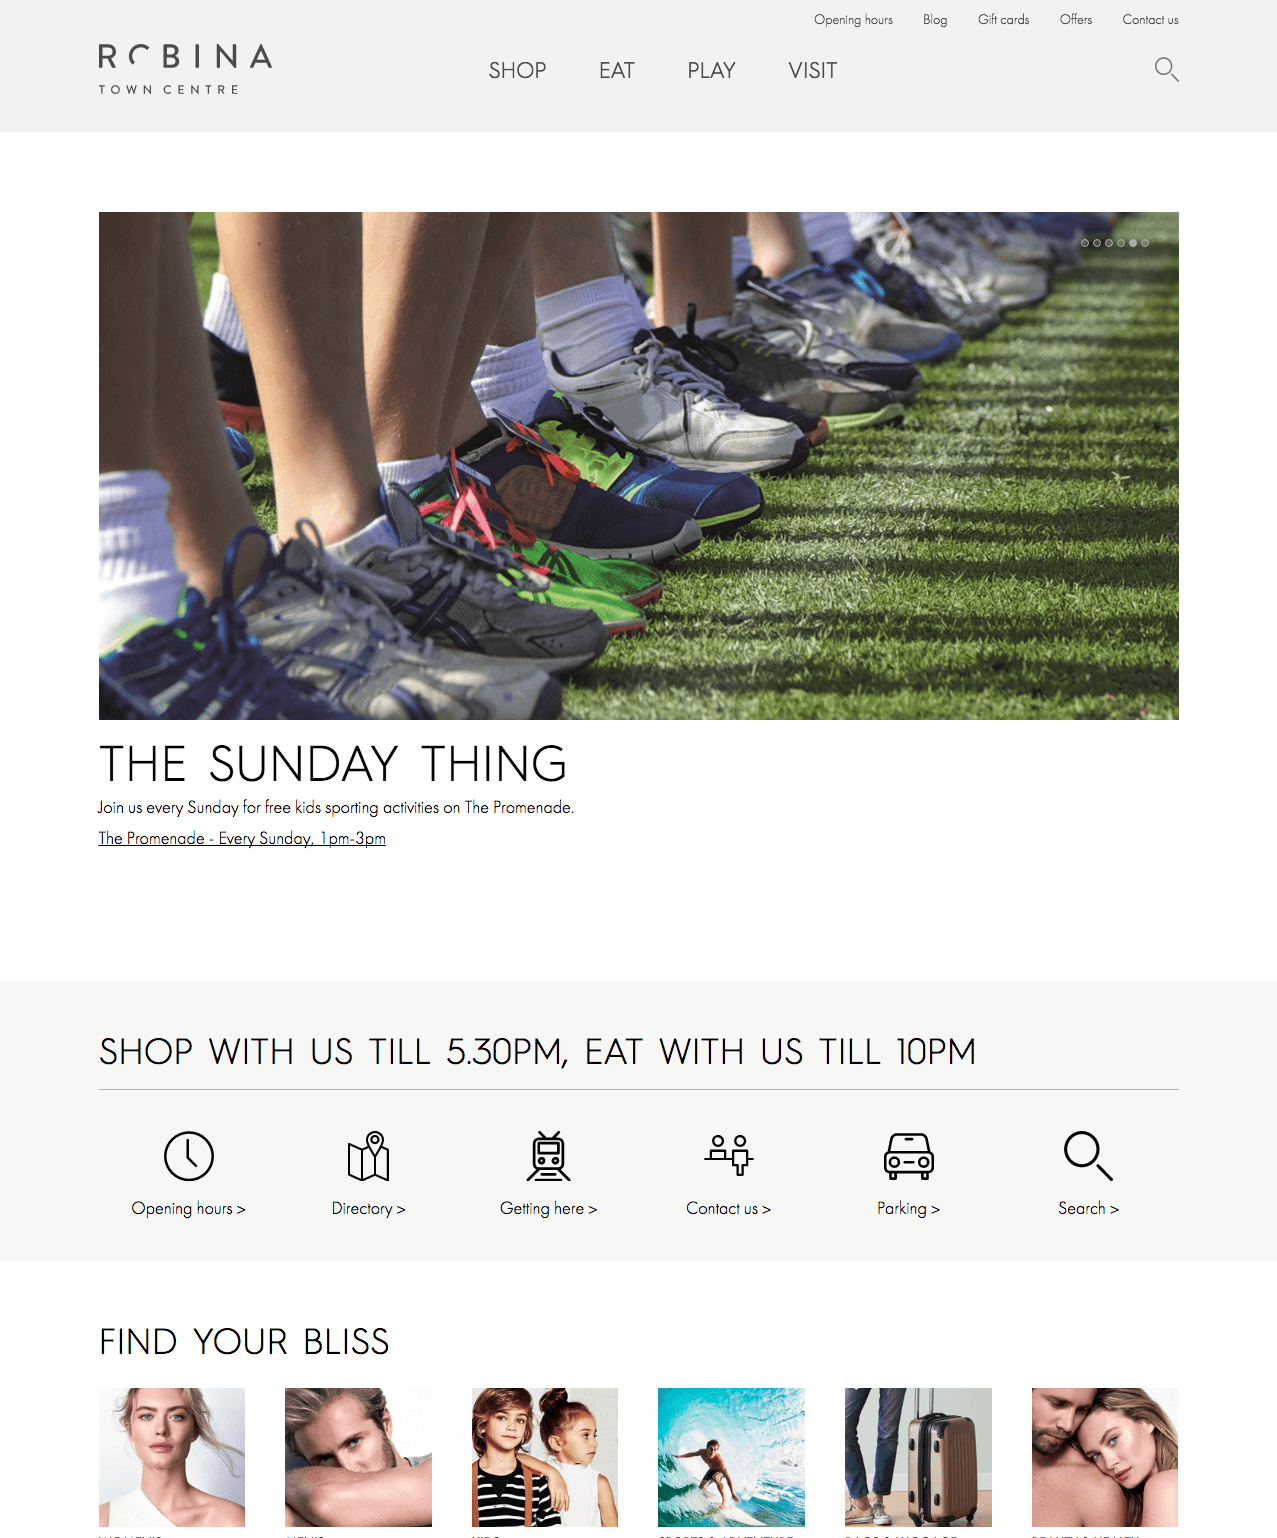 Opening hours Blog Gift cards Offers Contact us
ROBINA
TOWN CENTRE
SHOP EAT PLAY VISIT
THE SUNDAY THING
Join us every Sunday for free kids sporting activities on The Promenade.
The Promenade - Every Sunday, 1pm-3pm
SHOP WITH US TILL 5.30PM, EAT WITH US TILL 10PM
Opening hours > Directory > Getting here > Contact us > Parking > Search >
FIND YOUR BLISS